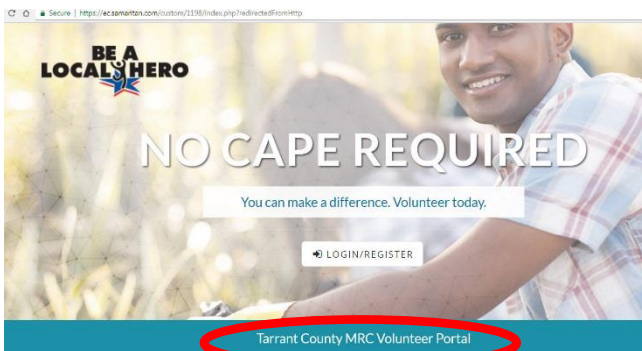 Secure | https://ec.samaritan.com/custom/1198/index.php?redirectedFromHttp
BE A
LOCAL HERO
NO CAPE REQUIRED
You can make a difference. Volunteer today.
LOGIN/REGISTER
Tarrant County MRC Volunteer Portal